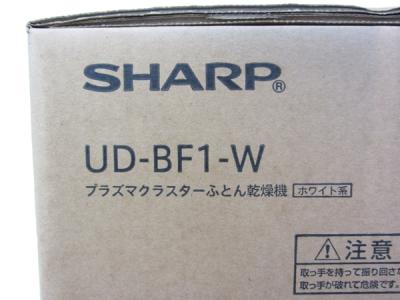 SHARP®
UD-BF1-W
プラズマクラスターふとん乾燥機 ホワイト系
⚠注意
取っ手を持って振り回さな
取っ手が破れて危険です。